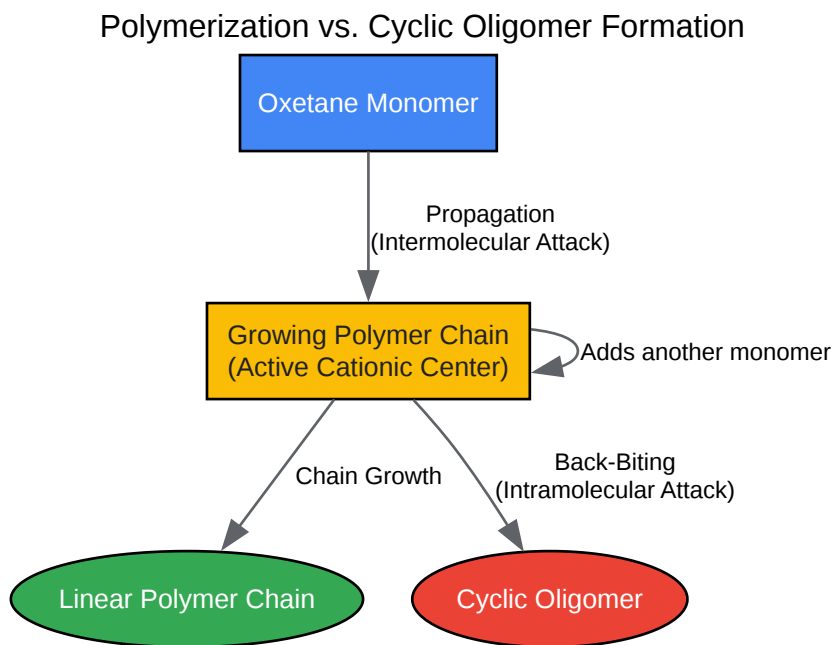 Polymerization vs. Cyclic Oligomer Formation
Oxetane Monomer
Propagation
(Intermolecular Attack)
Growing Polymer Chain
(Active Cationic Center)
Adds another monomer
Chain Growth
Back-Biting
(Intramolecular Attack)
Linear Polymer Chain
Cyclic Oligomer